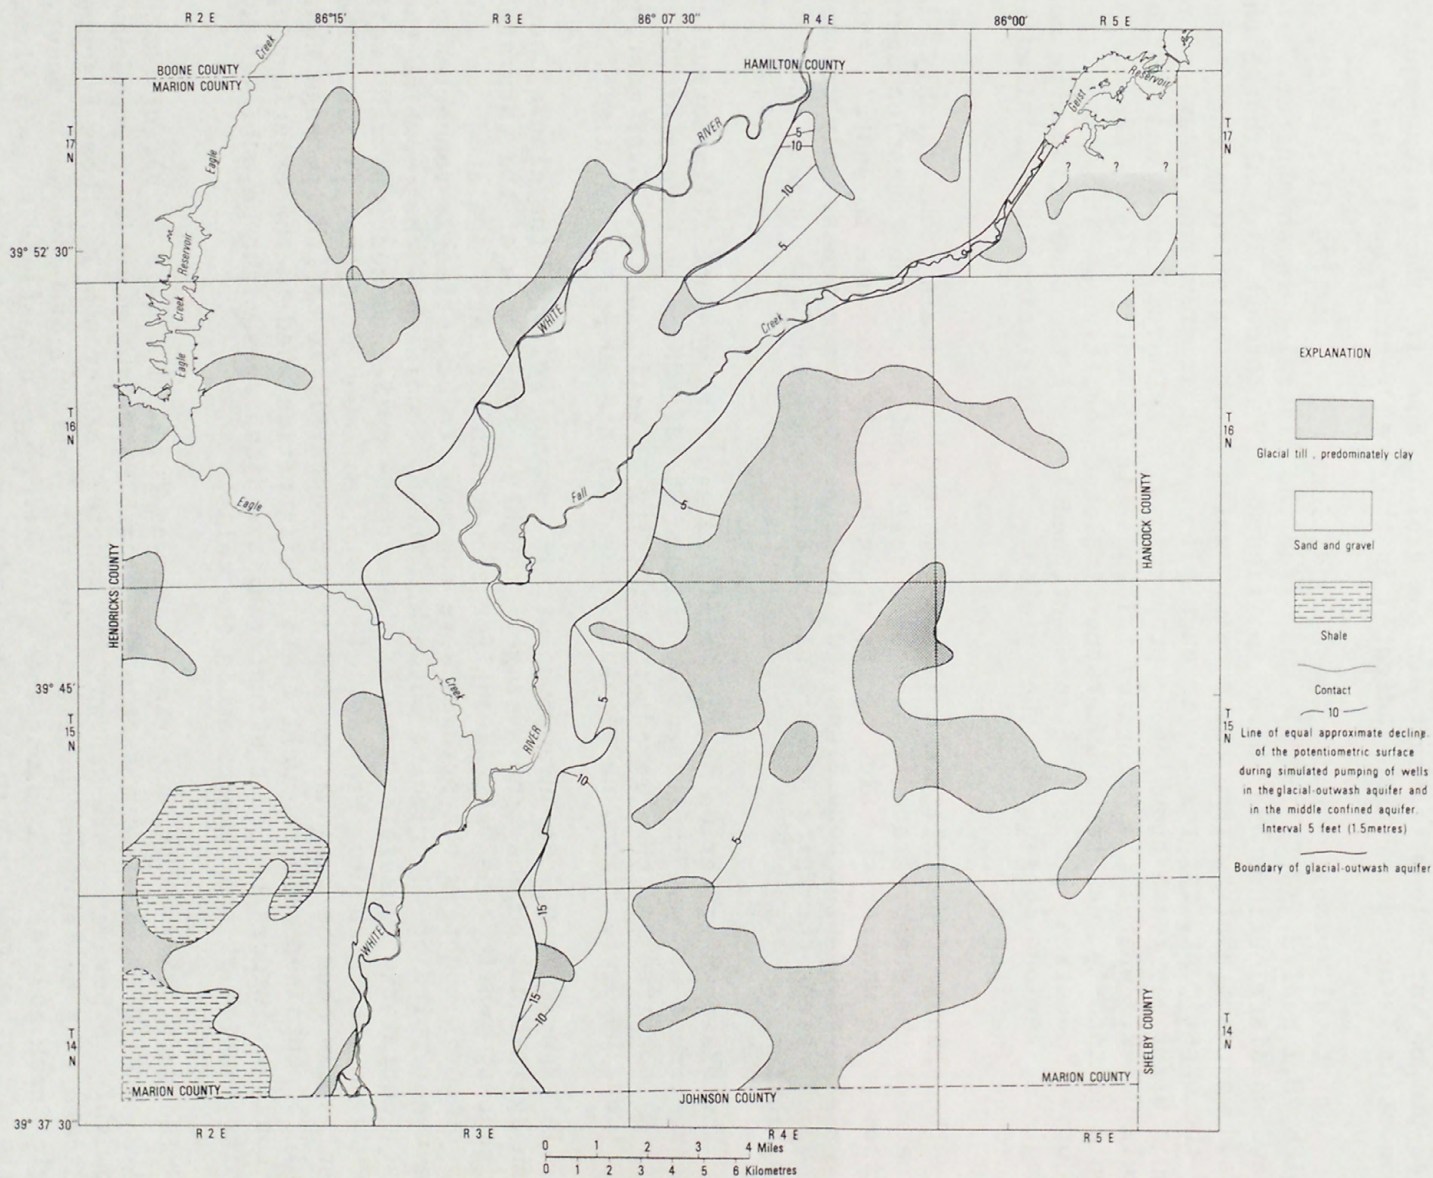 R 2 E
86°15'
R 3 E
86° 07' 30"
R 4 E
86° 00'
R 5 E
Creek
BOONE COUNTY
MARION COUNTY
HAMILTON COUNTY
Geist
Reservoir
T
17
N
Eagle
RIVER
5
10
10
5
? ? ?
T
17
N
39° 52' 30"
Reservoir
Creek
Eagle
WHITE
Creek
T
16
N
Eagle
Fall
5
T
16
N
HENDRICKS COUNTY
HANCOCK COUNTY
39° 45'
T
15
N
Creek
RIVER
5
10
5
T
15
N
WHITE
15
15
10
T
14
N
SHELBY COUNTY
T
14
N
MARION COUNTY
JOHNSON COUNTY
MARION COUNTY
39° 37' 30"
R 2 E
R 3 E
R 4 E
R 5 E
0 1 2 3 4 Miles
0 1 2 3 4 5 6 Kilometres
EXPLANATION
Glacial till , predominately clay
Sand and gravel
Shale
Contact
10
Line of equal approximate decline.
of the potentiometric surface
during simulated pumping of wells
in the glacial-outwash aquifer and
in the middle confined aquifer.
Interval 5 feet (1.5metres)
Boundary of glacial-outwash aquifer